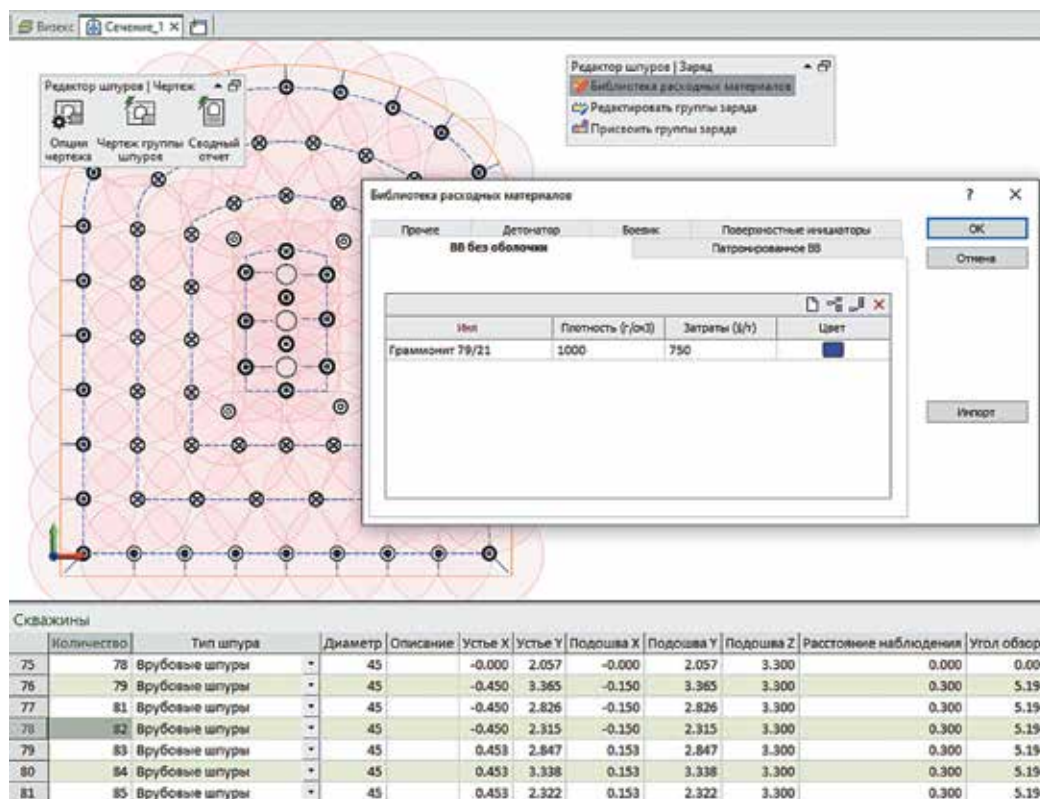 Визекс Сечение_1
Редактор шпуров | Чертеж
Опции чертежа
Чертеж группы шпуров
Сводный отчет
Редактор шпуров | Заряд
Библиотека расходных материалов
Редактировать группы заряда
Присвоить группы заряда
Библиотека расходных материалов ? X
Прочее Детонатор Боевик Поверхностные инициаторы
ВВ без оболочки Патронированное ВВ
OK
Отмена
Имя Плотность (г/см3) Затраты ($/т) Цвет
Граммонит 79/21 1000 750
Импорт
Скважины
Количество Тип шпура Диаметр Описание Устье X Устье Y Подошва X Подошва Y Подошва Z Расстояние наблюдения Угол обзор
75 78 Врубовые шпуры 45 -0.000 2.057 -0.000 2.057 3.300 0.000 0.00
76 79 Врубовые шпуры 45 -0.450 3.365 -0.150 3.365 3.300 0.300 5.19
77 81 Врубовые шпуры 45 -0.450 2.826 -0.150 2.826 3.300 0.300 5.19
78 82 Врубовые шпуры 45 -0.450 2.315 -0.150 2.315 3.300 0.300 5.19
79 83 Врубовые шпуры 45 0.453 2.847 0.153 2.847 3.300 0.300 5.19
80 84 Врубовые шпуры 45 0.453 3.338 0.153 3.338 3.300 0.300 5.19
81 85 Врубовые шпуры 45 0.453 2.322 0.153 2.322 3.300 0.300 5.19